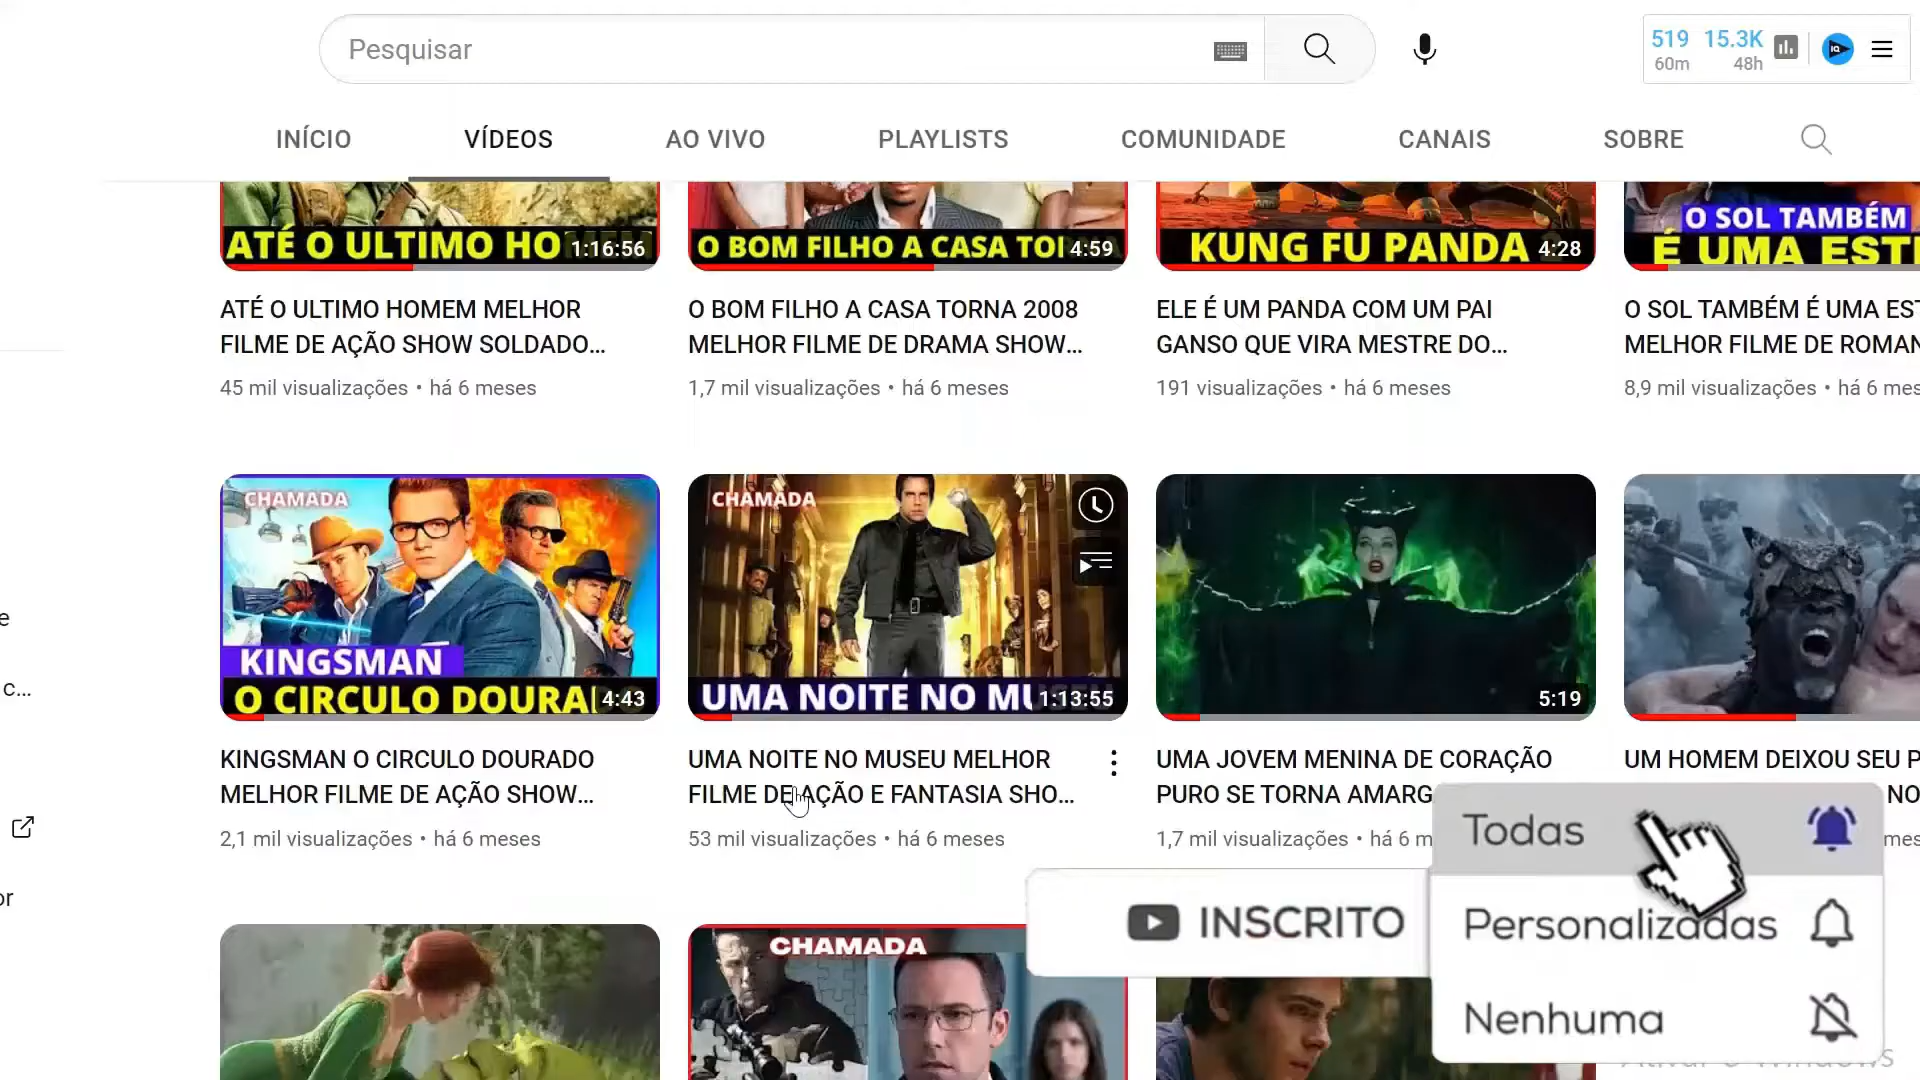 Pesquisar
519 15.3K
60m 48h
INÍCIO VÍDEOS AO VIVO PLAYLISTS COMUNIDADE CANAIS SOBRE
ATÉ O ULTIMO HO 1:16:56
O BOM FILHO A CASA TOR 4:59
KUNG FU PANDA 4:28
O SOL TAMBÉM
É UMA EST
ATÉ O ULTIMO HOMEM MELHOR
FILME DE AÇÃO SHOW SOLDADO...
45 mil visualizações • há 6 meses
O BOM FILHO A CASA TORNA 2008
MELHOR FILME DE DRAMA SHOW...
1,7 mil visualizações • há 6 meses
ELE É UM PANDA COM UM PAI
GANSO QUE VIRA MESTRE DO...
191 visualizações • há 6 meses
O SOL TAMBÉM É UMA EST
MELHOR FILME DE ROMAN
8,9 mil visualizações • há 6 mes
CHAMADA
KINGSMAN
O CIRCULO DOURA 4:43
CHAMADA
UMA NOITE NO MUSEU 1:13:55
5:19
KINGSMAN O CIRCULO DOURADO
MELHOR FILME DE AÇÃO SHOW...
2,1 mil visualizações • há 6 meses
UMA NOITE NO MUSEU MELHOR
FILME DE AÇÃO E FANTASIA SHO...
53 mil visualizações • há 6 meses
UMA JOVEM MENINA DE CORAÇÃO
PURO SE TORNA AMARG
1,7 mil visualizações • há 6 m
UM HOMEM DEIXOU SEU P
NO
mes
e
c...
or
CHAMADA
INSCRITO
Todas
Personalizadas
Nenhuma